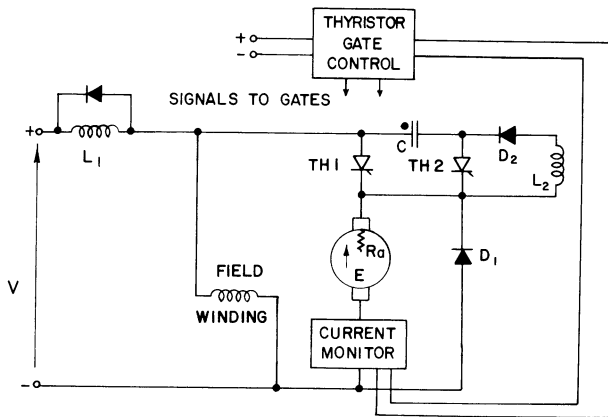 THYRISTOR
GATE
CONTROL
+
-
SIGNALS TO GATES
+
L1
C
D2
TH1
TH2
L2
Ra
E
D1
V
FIELD
WINDING
CURRENT
MONITOR
-